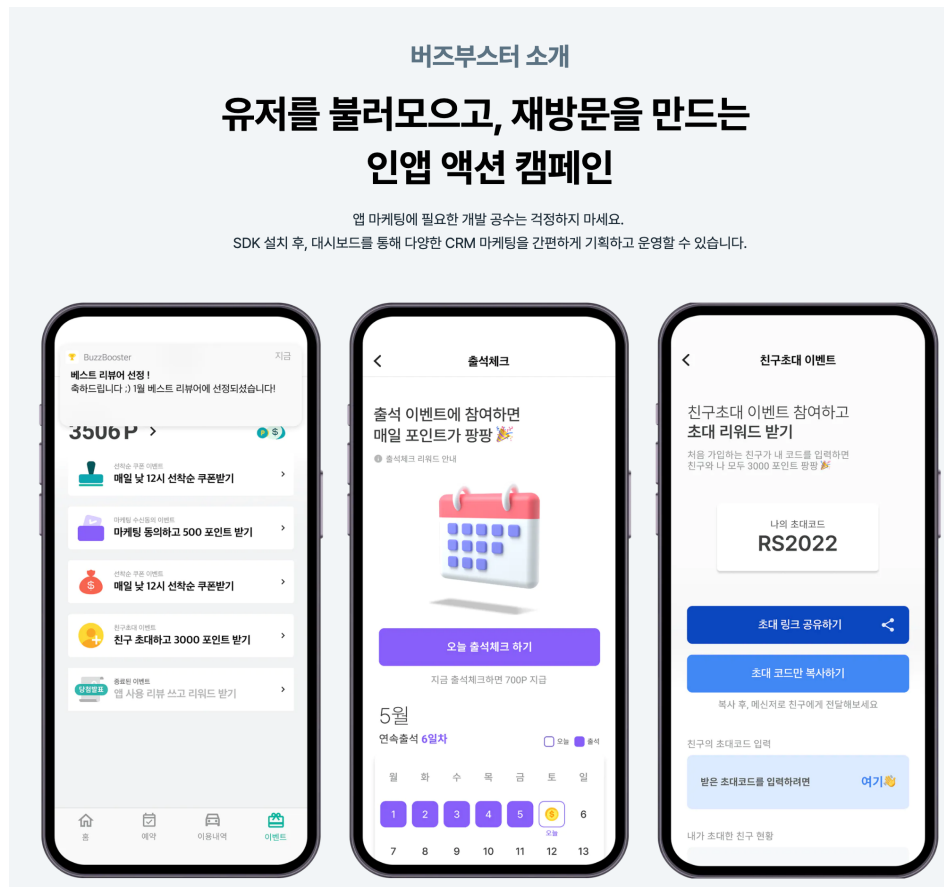 버즈부스터 소개
유저를 불러모으고, 재방문을 만드는
인앱 액션 캠페인
앱 마케팅에 필요한 개발 공수는 걱정하지 마세요.
SDK 설치 후, 대시보드를 통해 다양한 CRM 마케팅을 간편하게 기획하고 운영할 수 있습니다.
BuzzBooster
지금
베스트 리뷰어 선정 !
축하드립니다 :) 1월 베스트 리뷰어에 선정되셨습니다!
3506 P
P $
선착순 쿠폰 이벤트
매일 낮 12시 선착순 쿠폰받기
마케팅 수신동의 이벤트
마케팅 동의하고 500 포인트 받기
선착순 쿠폰 이벤트
$
매일 낮 12시 선착순 쿠폰받기
친구초대 이벤트
친구 초대하고 3000 포인트 받기
종료된 이벤트
당첨발표
앱 사용 리뷰 쓰고 리워드 받기
홈
예약
이용내역
이벤트
출석체크
출석 이벤트에 참여하면
매일 포인트가 팡팡 🎉
출석체크 리워드 안내
오늘 출석체크 하기
지금 출석체크하면 700P 지급
5월
연속출석 6일차
오늘 출석
월 화 수 목 금 토 일
1 2 3 4 5 $ 6
오늘
7 8 9 10 11 12 13
친구초대 이벤트
친구초대 이벤트 참여하고
초대 리워드 받기
처음 가입하는 친구가 내 코드를 입력하면
친구와 나 모두 3000 포인트 팡팡 🎉
나의 초대코드
RS2022
초대 링크 공유하기
초대 코드만 복사하기
복사 후, 메신저로 친구에게 전달해보세요
친구의 초대코드 입력
받은 초대코드를 입력하려면 여기👋
내가 초대한 친구 현황